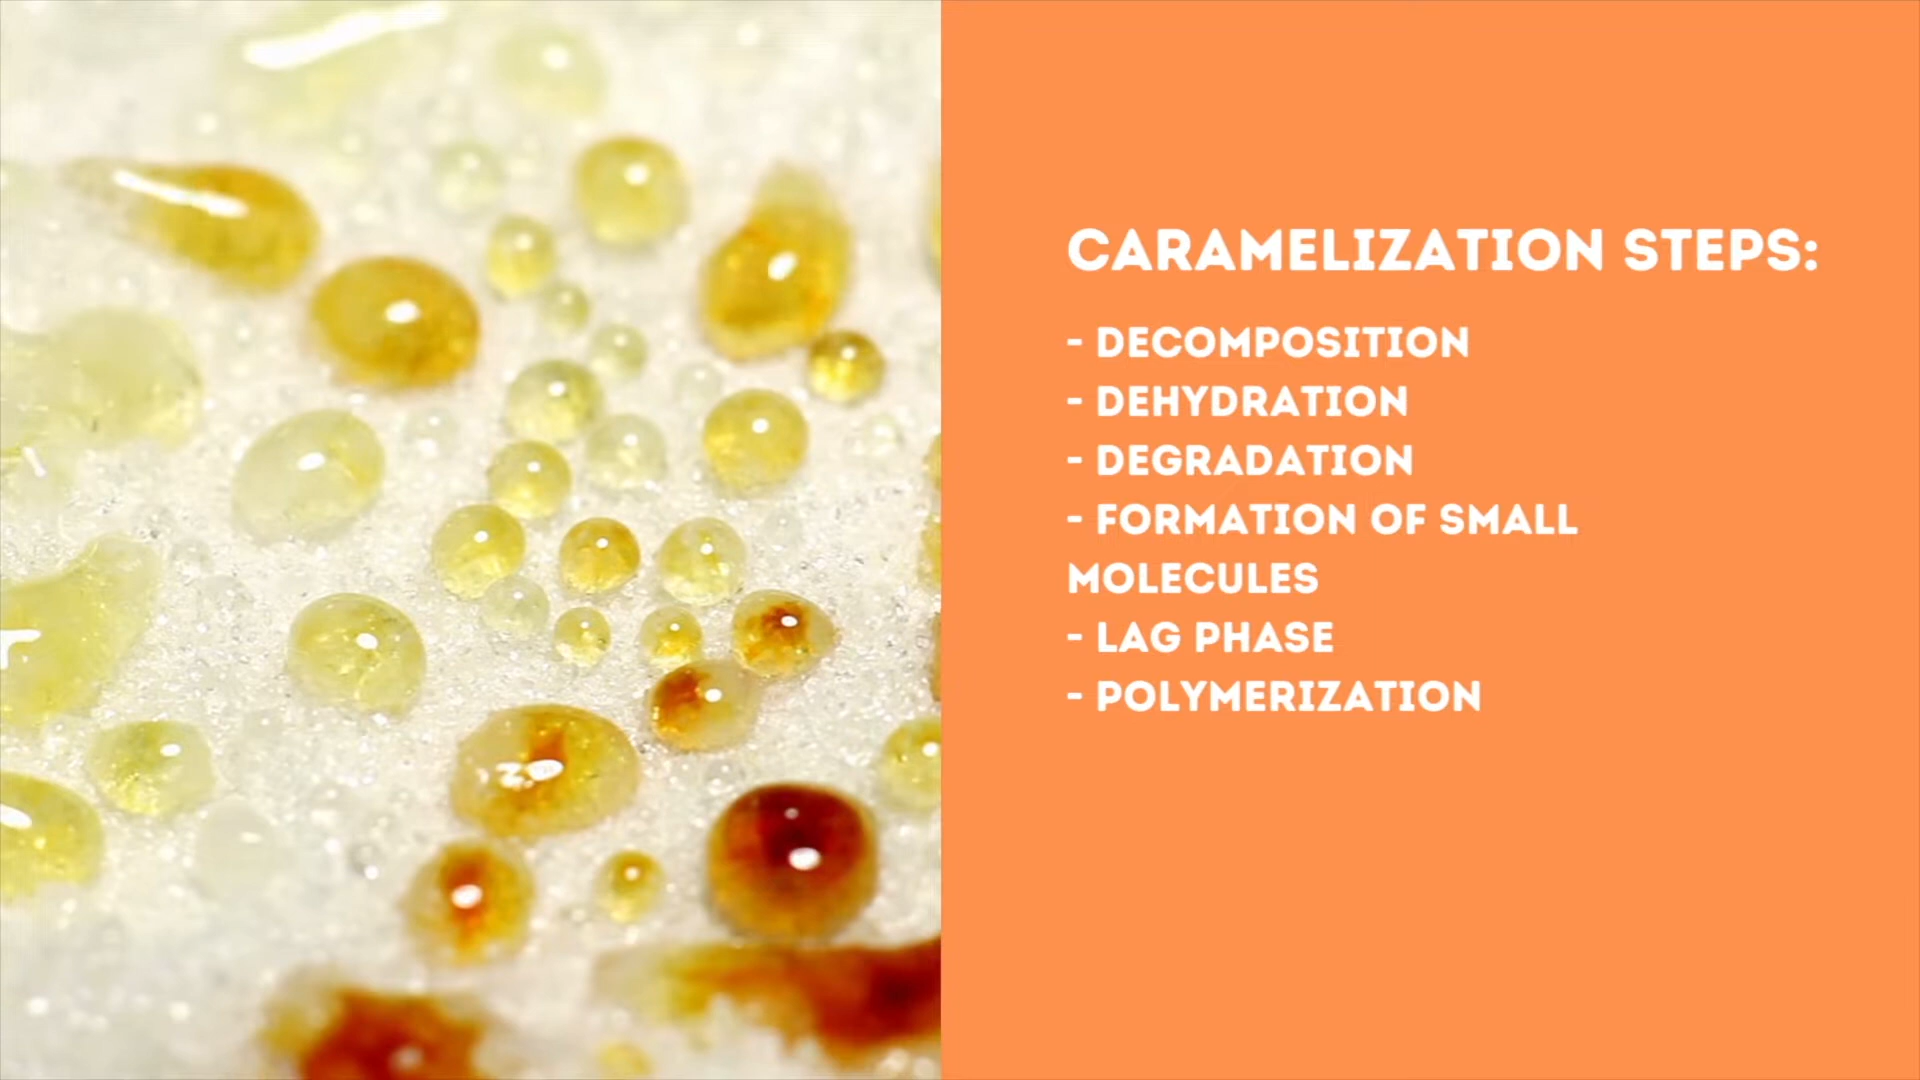 CARAMELIZATION STEPS:
- DECOMPOSITION
- DEHYDRATION
- DEGRADATION
- FORMATION OF SMALL
MOLECULES
- LAG PHASE
- POLYMERIZATION